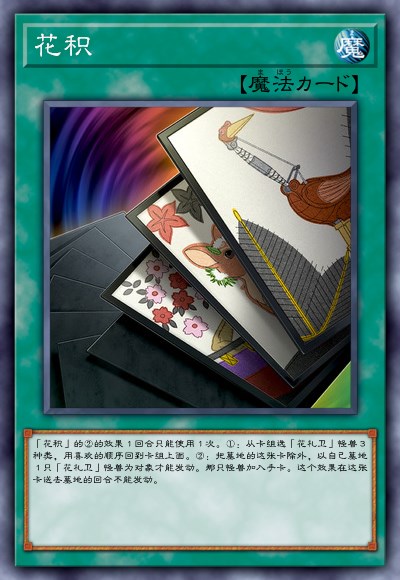 花积
魔
【魔法カード】
ま ほう
「花积」的②的效果1回合只能使用1次。①：从卡组选「花礼卫」怪兽3
种类，用喜欢的顺序回到卡组上面。②：把墓地的这张卡除外，以自己墓地
1只「花礼卫」怪兽为对象才能发动。那只怪兽加入手卡。这个效果在这张
卡送去墓地的回合不能发动。